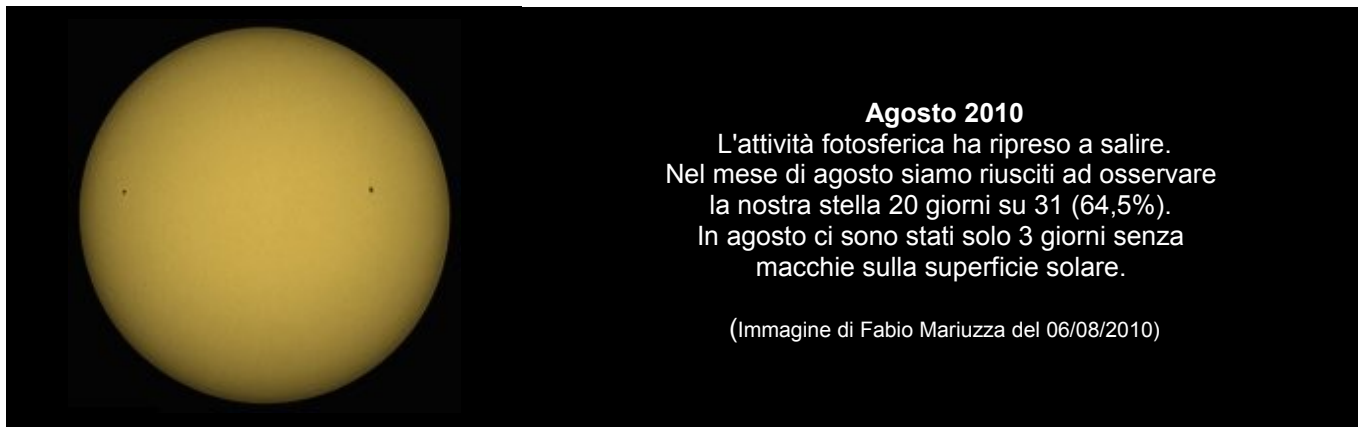 Agosto 2010
L'attività fotosferica ha ripreso a salire.
Nel mese di agosto siamo riusciti ad osservare
la nostra stella 20 giorni su 31 (64,5%).
In agosto ci sono stati solo 3 giorni senza
macchie sulla superficie solare.
(Immagine di Fabio Mariuzza del 06/08/2010)